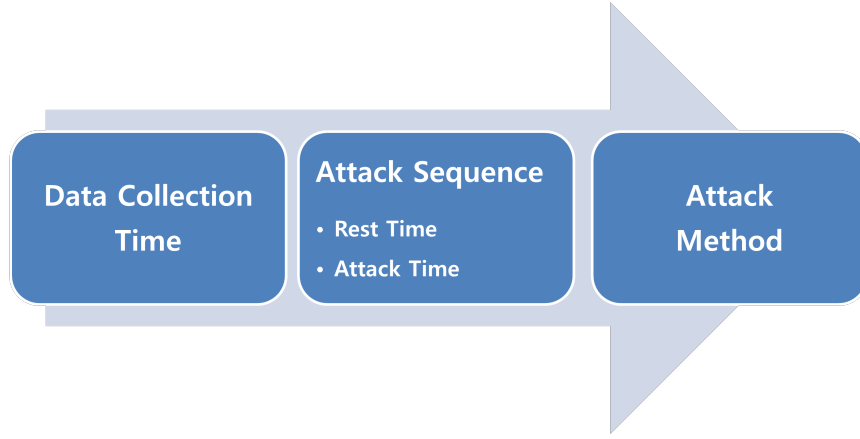 Data Collection
Time
Attack Sequence
• Rest Time
• Attack Time
Attack
Method